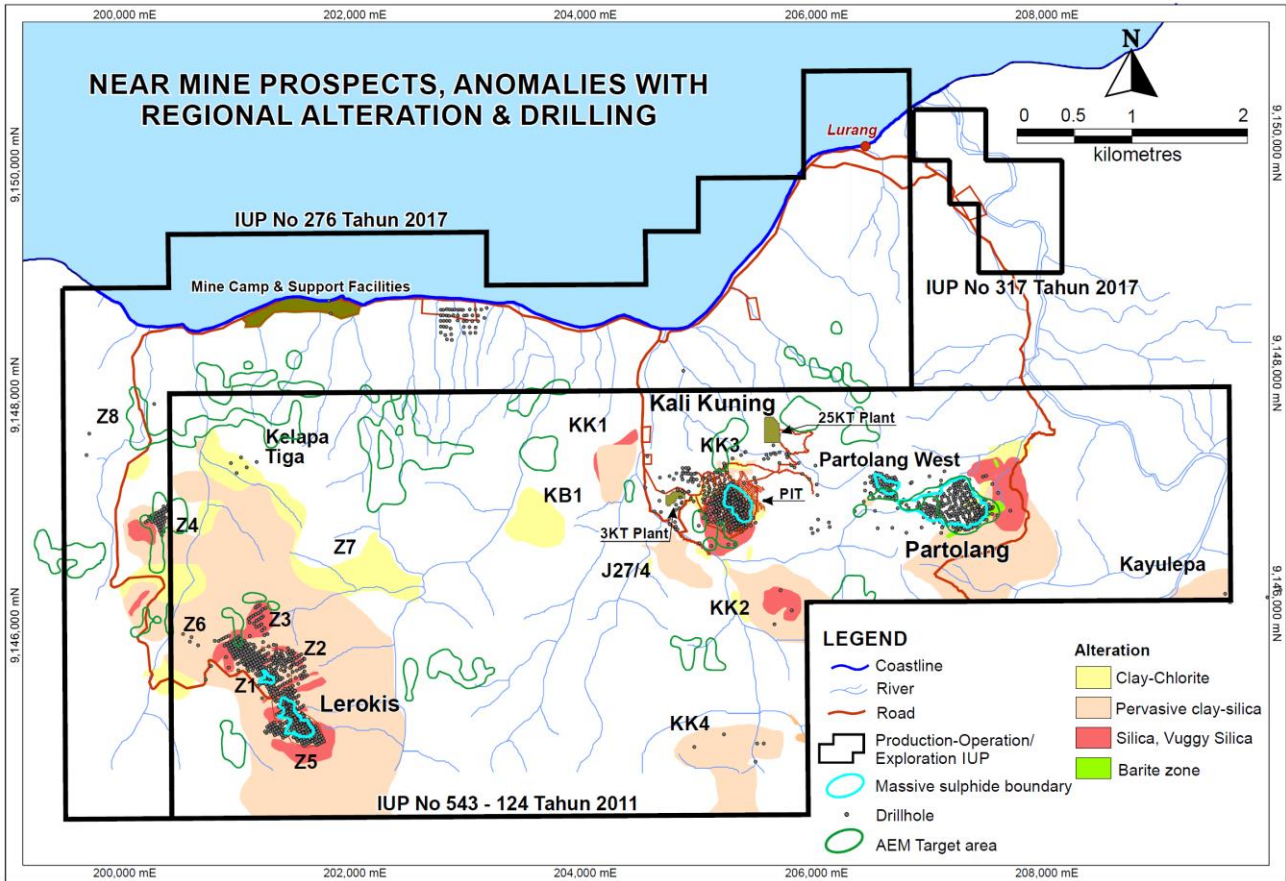 200,000 mE
202,000 mE
204,000 mE
206,000 mE
208,000 mE
NEAR MINE PROSPECTS, ANOMALIES WITH
REGIONAL ALTERATION & DRILLING
N
0 0.5 1 2
kilometres
Lurang
9,150,000 mN
9,150,000 mN
IUP No 276 Tahun 2017
IUP No 317 Tahun 2017
Mine Camp & Support Facilities
9,148,000 mN
9,148,000 mN
Z8
Kelapa
Tiga
Kali Kuning
25KT Plant
KK1
KK3
Partolang West
KB1
PIT
Z4
3KT Plant
Z7
Partolang
J27/4
Kayulepa
KK2
9,146,000 mN
9,146,000 mN
Z6
Z3
Z2
Z1
Lerokis
KK4
Z5
IUP No 543 - 124 Tahun 2011
LEGEND
Coastline
River
Road
Production-Operation/
Exploration IUP
Massive sulphide boundary
Drillhole
AEM Target area
Alteration
Clay-Chlorite
Pervasive clay-silica
Silica, Vuggy Silica
Barite zone
200,000 mE
202,000 mE
204,000 mE
206,000 mE
208,000 mE